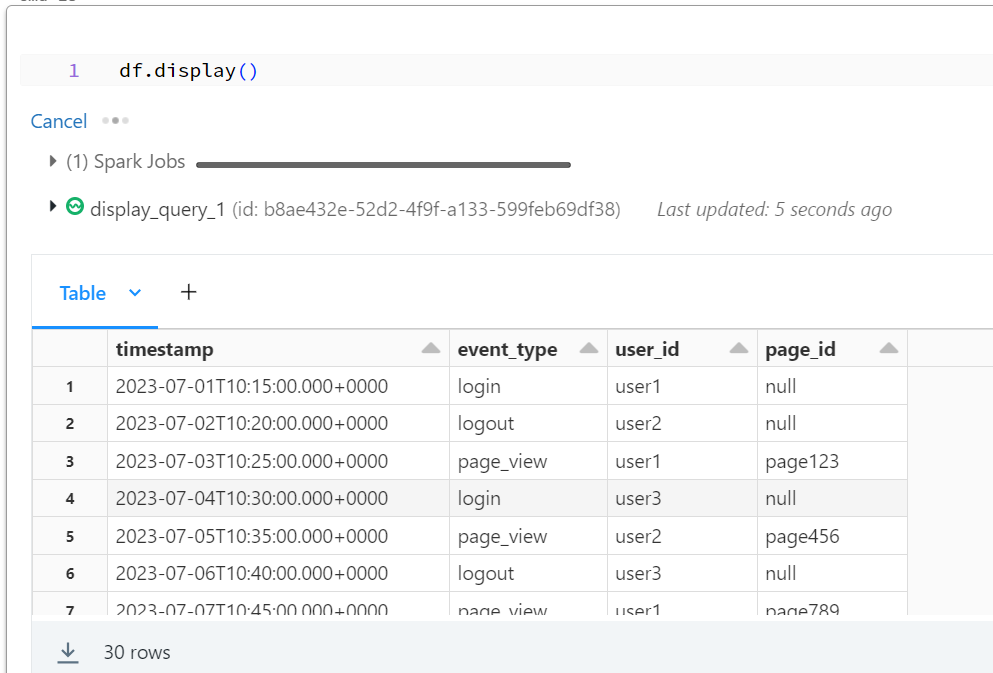 1 df.display()
Cancel
(1) Spark Jobs
display_query_1 (id: b8ae432e-52d2-4f9f-a133-599feb69df38) Last updated: 5 seconds ago
Table
timestamp event_type user_id page_id
1 2023-07-01T10:15:00.000+0000 login user1 null
2 2023-07-02T10:20:00.000+0000 logout user2 null
3 2023-07-03T10:25:00.000+0000 page_view user1 page123
4 2023-07-04T10:30:00.000+0000 login user3 null
5 2023-07-05T10:35:00.000+0000 page_view user2 page456
6 2023-07-06T10:40:00.000+0000 logout user3 null
7 2023-07-07T10:45:00.000+0000 page_view user1 page789
30 rows